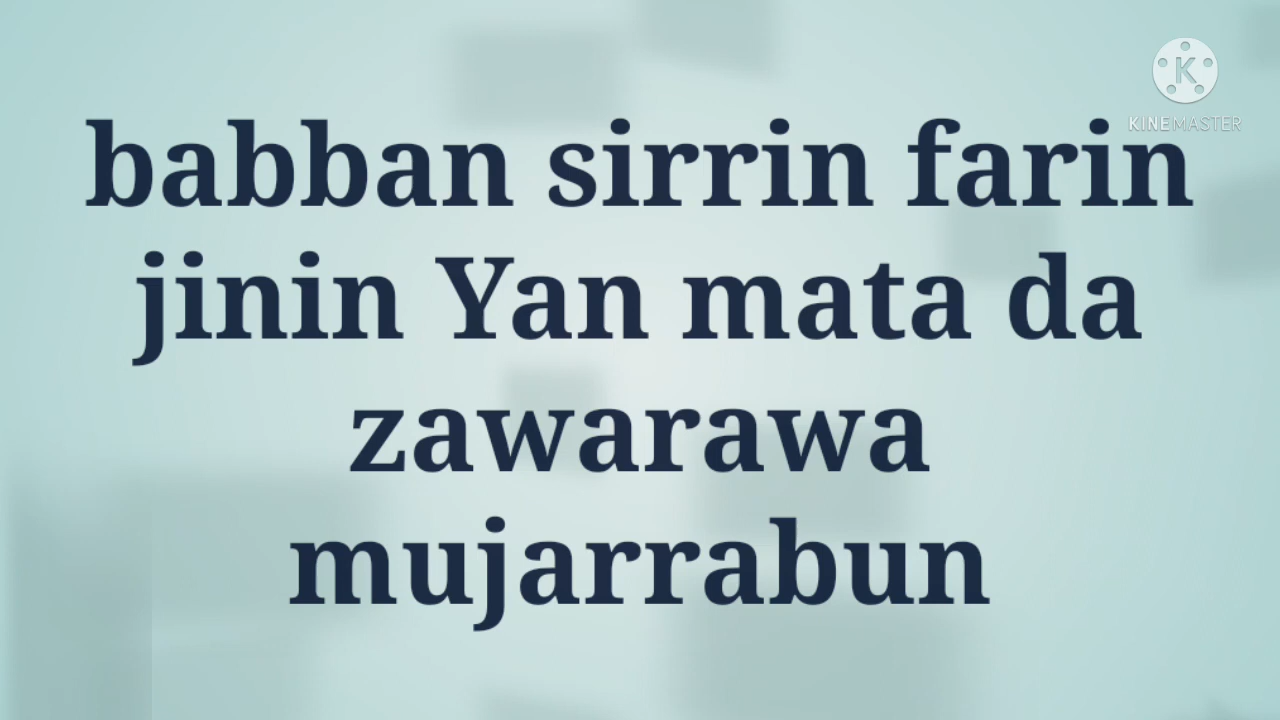 KINEMASTER
babban sirrin farin
jinin Yan mata da
zawarawa
mujarrabun